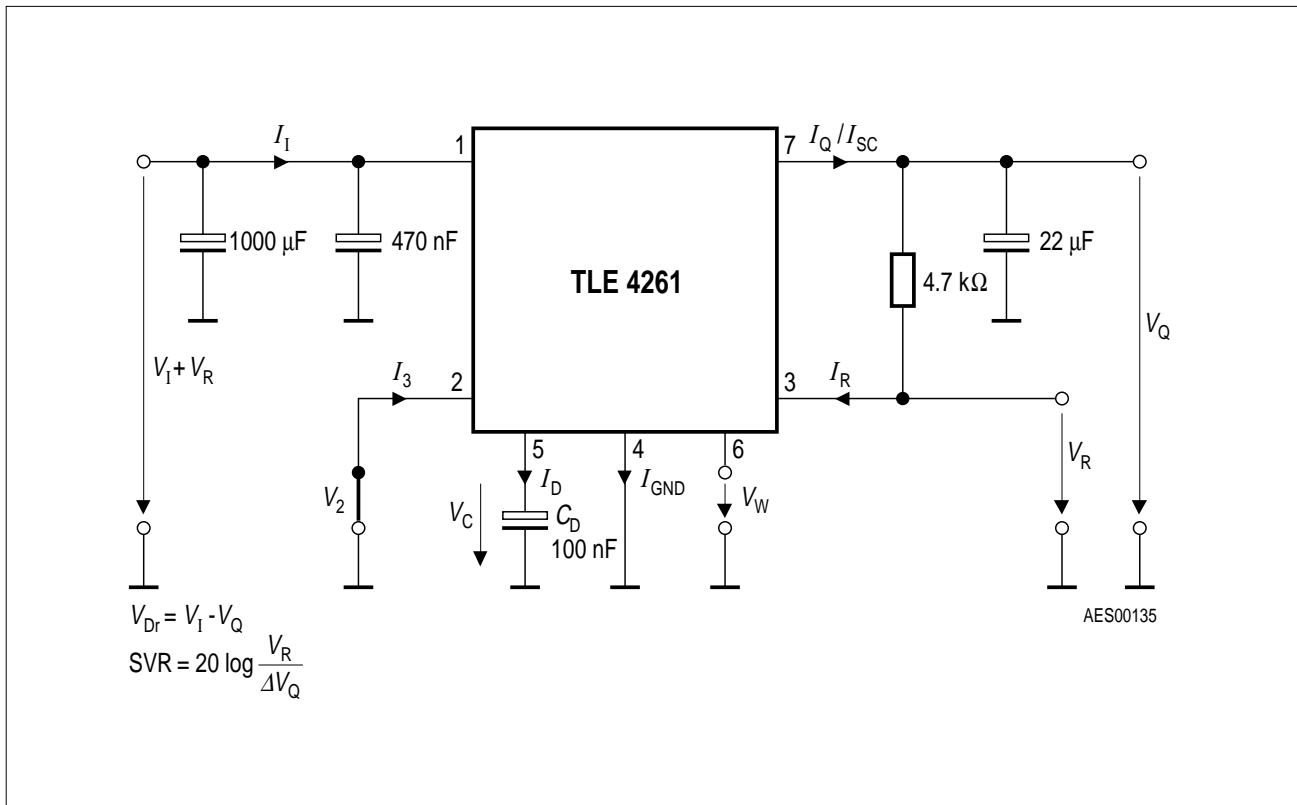 I_I
1
7
I_Q / I_SC
1000 μF
470 nF
TLE 4261
4.7 kΩ
22 μF
V_I + V_R
V_Q
I_3
2
3
I_R
5
4
6
V_R
V_2
V_C
I_D
I_GND
V_W
C_D
100 nF
V_Dr = V_I - V_Q
AES00135
SVR = 20 log V_R / ΔV_Q